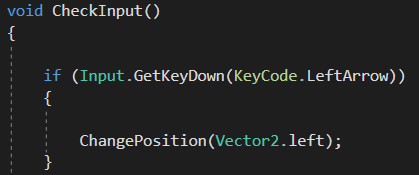 void CheckInput()
{
if (Input.GetKeyDown(KeyCode.LeftArrow))
{
ChangePosition(Vector2.left);
}